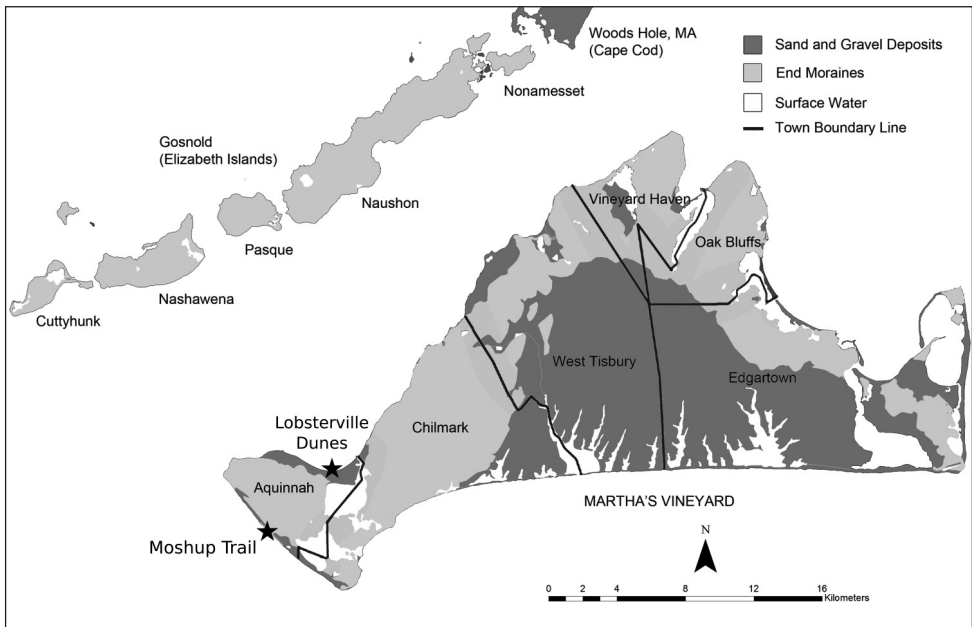 Woods Hole, MA
(Cape Cod)
Sand and Gravel Deposits
End Moraines
Surface Water
Town Boundary Line
Nonamesset
Gosnold
(Elizabeth Islands)
Naushon
Pasque
Nashawena
Cuttyhunk
Vineyard Haven
Oak Bluffs
West Tisbury
Edgartown
Chilmark
Lobsterville
Dunes
Aquinnah
Moshup Trail
MARTHA'S VINEYARD
N
0 2 4 8 12 16
Kilometers